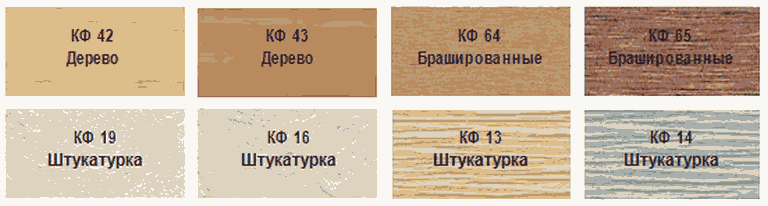 КФ 42
Дерево
КФ 43
Дерево
КФ 64
Брашированные
КФ 65
Брашированные
КФ 19
Штукатурка
КФ 16
Штукатурка
КФ 13
Штукатурка
КФ 14
Штукатурка